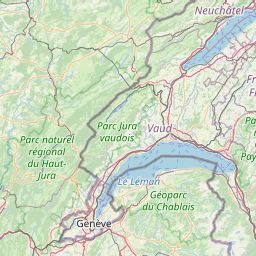 Neuchâtel
Parc Jura
vaudois
Vaud
Parc naturel
régional
du Haut-
Jura
Le Léman
Géoparc
du Chablais
Genève